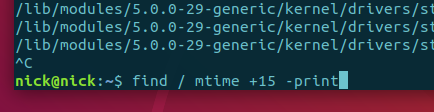 /lib/modules/5.0.0-29-generic/kernel/drivers/st
/lib/modules/5.0.0-29-generic/kernel/drivers/st
/lib/modules/5.0.0-29-generic/kernel/drivers/st
^C
nick@nick:~$ find / mtime +15 -print